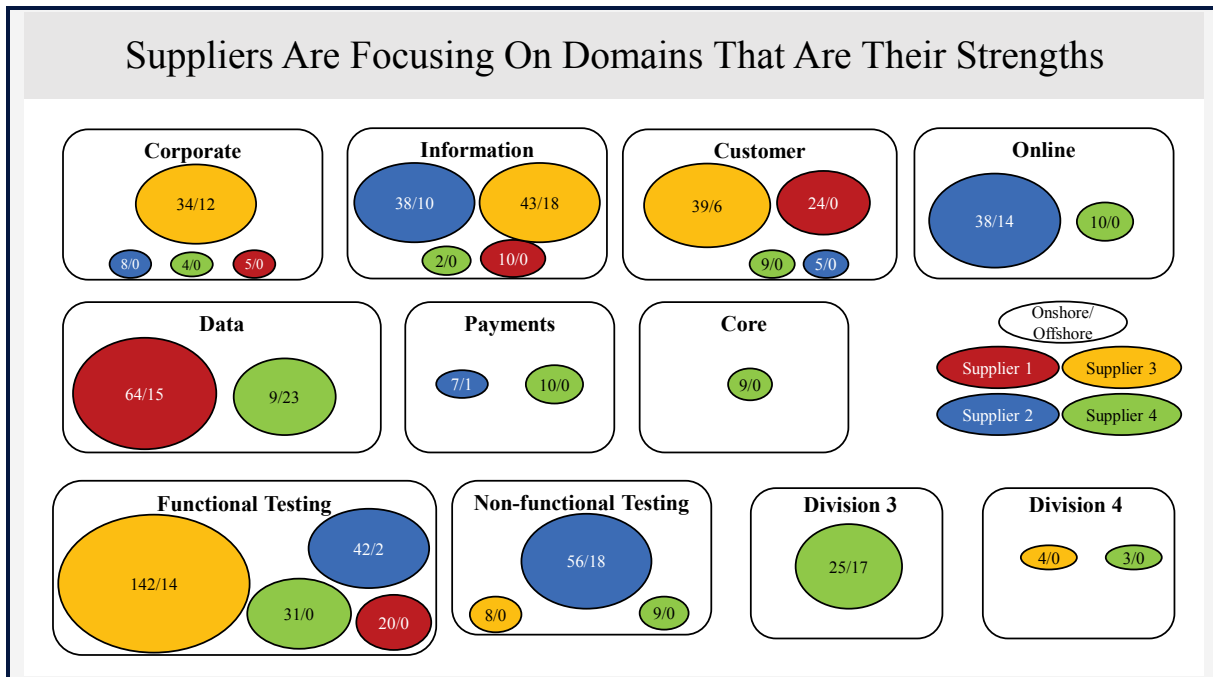 Suppliers Are Focusing On Domains That Are Their Strengths
Corporate
34/12
8/0
4/0
5/0
Information
38/10
43/18
2/0
10/0
Customer
39/6
24/0
9/0
5/0
Online
38/14
10/0
Data
64/15
9/23
Payments
7/1
10/0
Core
9/0
Onshore/
Offshore
Supplier 1
Supplier 3
Supplier 2
Supplier 4
Functional Testing
142/14
42/2
31/0
20/0
Non-functional Testing
56/18
8/0
9/0
Division 3
25/17
Division 4
4/0
3/0